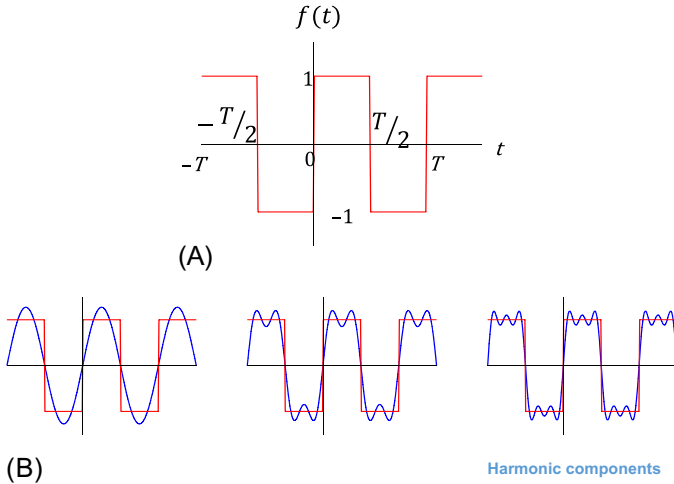 f(t)
1
−T/2
T/2
−T
0
T
t
−1
(A)
(B)
Harmonic components